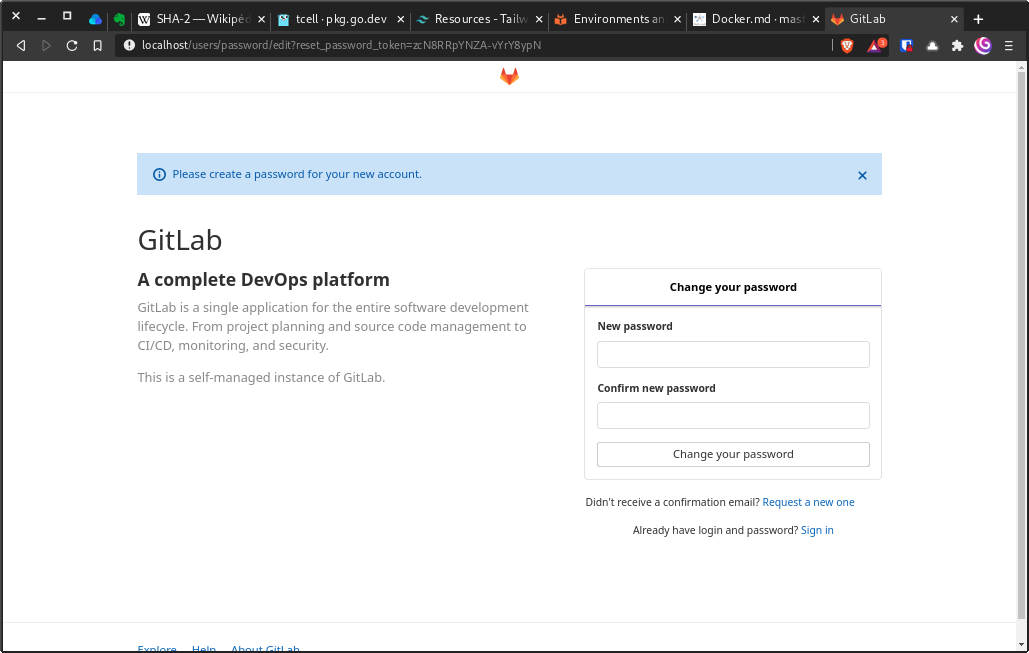 SHA-2 — Wikipéd
tcell · pkg.go.dev
Resources - Tailw
Environments an
Docker.md · mast
GitLab
localhost/users/password/edit?reset_password_token=zcN8RRpYNZA-vYrY8ypN
3
Please create a password for your new account.
GitLab
A complete DevOps platform
GitLab is a single application for the entire software development
lifecycle. From project planning and source code management to
CI/CD, monitoring, and security.
This is a self-managed instance of GitLab.
Change your password
New password
Confirm new password
Change your password
Didn't receive a confirmation email? Request a new one
Already have login and password? Sign in
Explore Help About GitLab